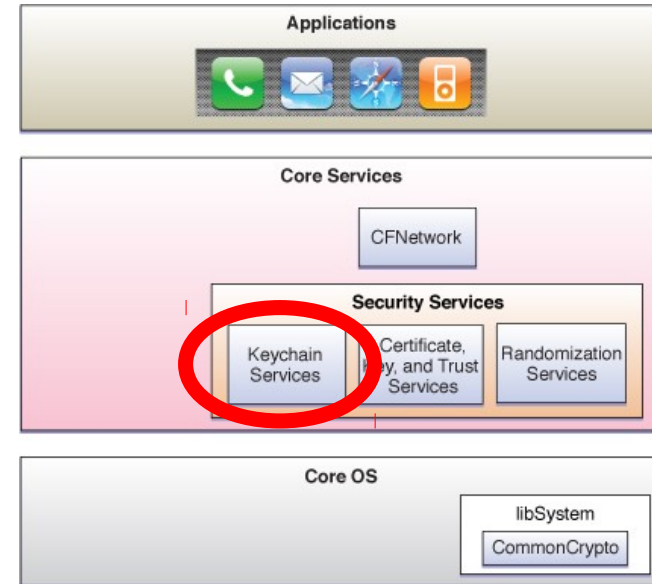 Applications
Core Services
CFNetwork
Security Services
Keychain
Services
Certificate,
Key, and Trust
Services
Randomization
Services
Core OS
libSystem
CommonCrypto